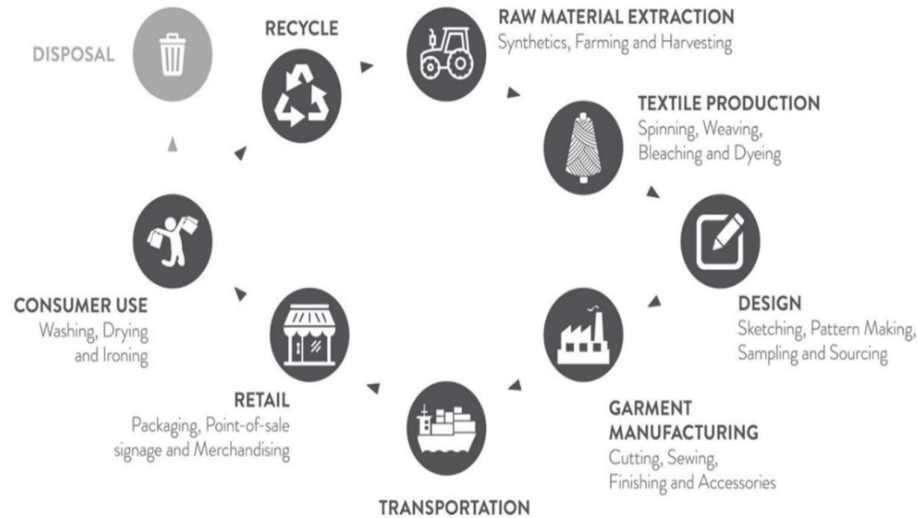 DISPOSAL
RECYCLE
RAW MATERIAL EXTRACTION
Synthetics, Farming and Harvesting
TEXTILE PRODUCTION
Spinning, Weaving,
Bleaching and Dyeing
DESIGN
Sketching, Pattern Making,
Sampling and Sourcing
GARMENT
MANUFACTURING
Cutting, Sewing,
Finishing and Accessories
TRANSPORTATION
RETAIL
Packaging, Point-of-sale
signage and Merchandising
CONSUMER USE
Washing, Drying
and Ironing